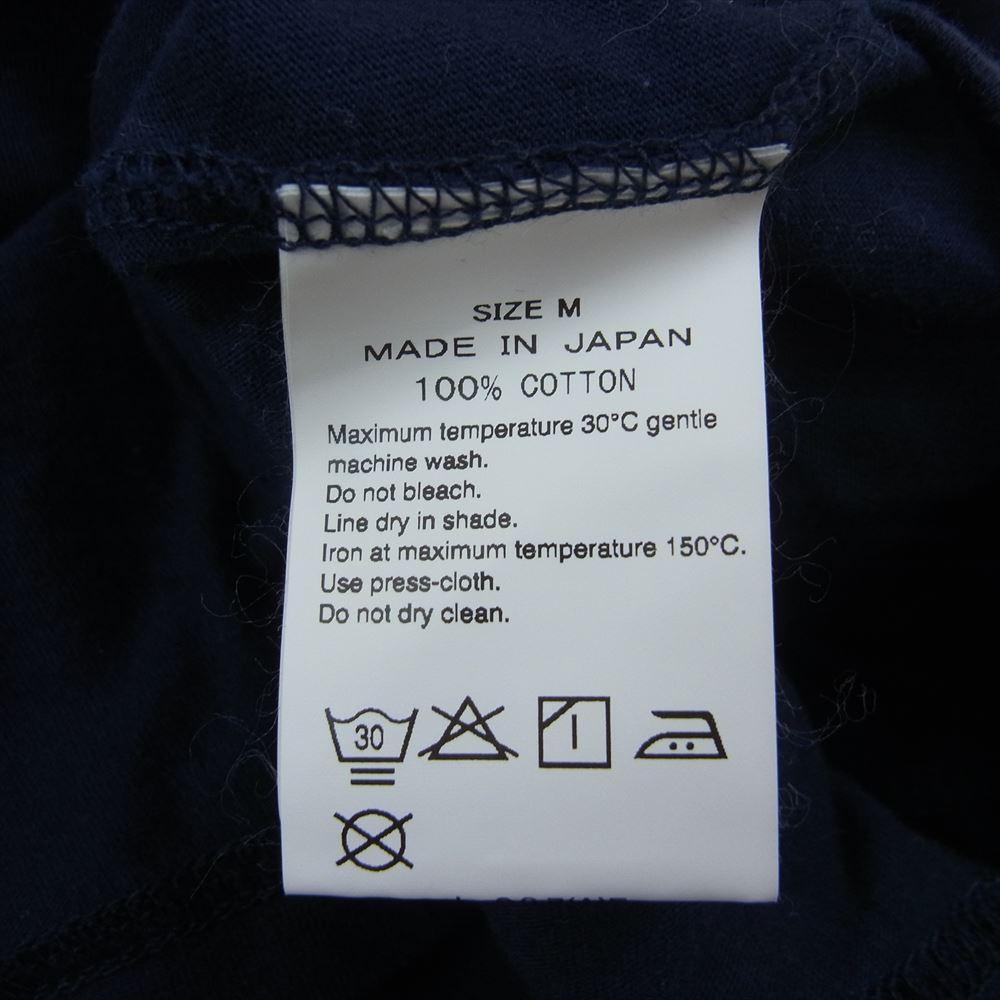 SIZE M
MADE IN JAPAN
100% COTTON
Maximum temperature 30°C gentle
machine wash.
Do not bleach.
Line dry in shade.
Iron at maximum temperature 150°C.
Use press-cloth.
Do not dry clean.
30